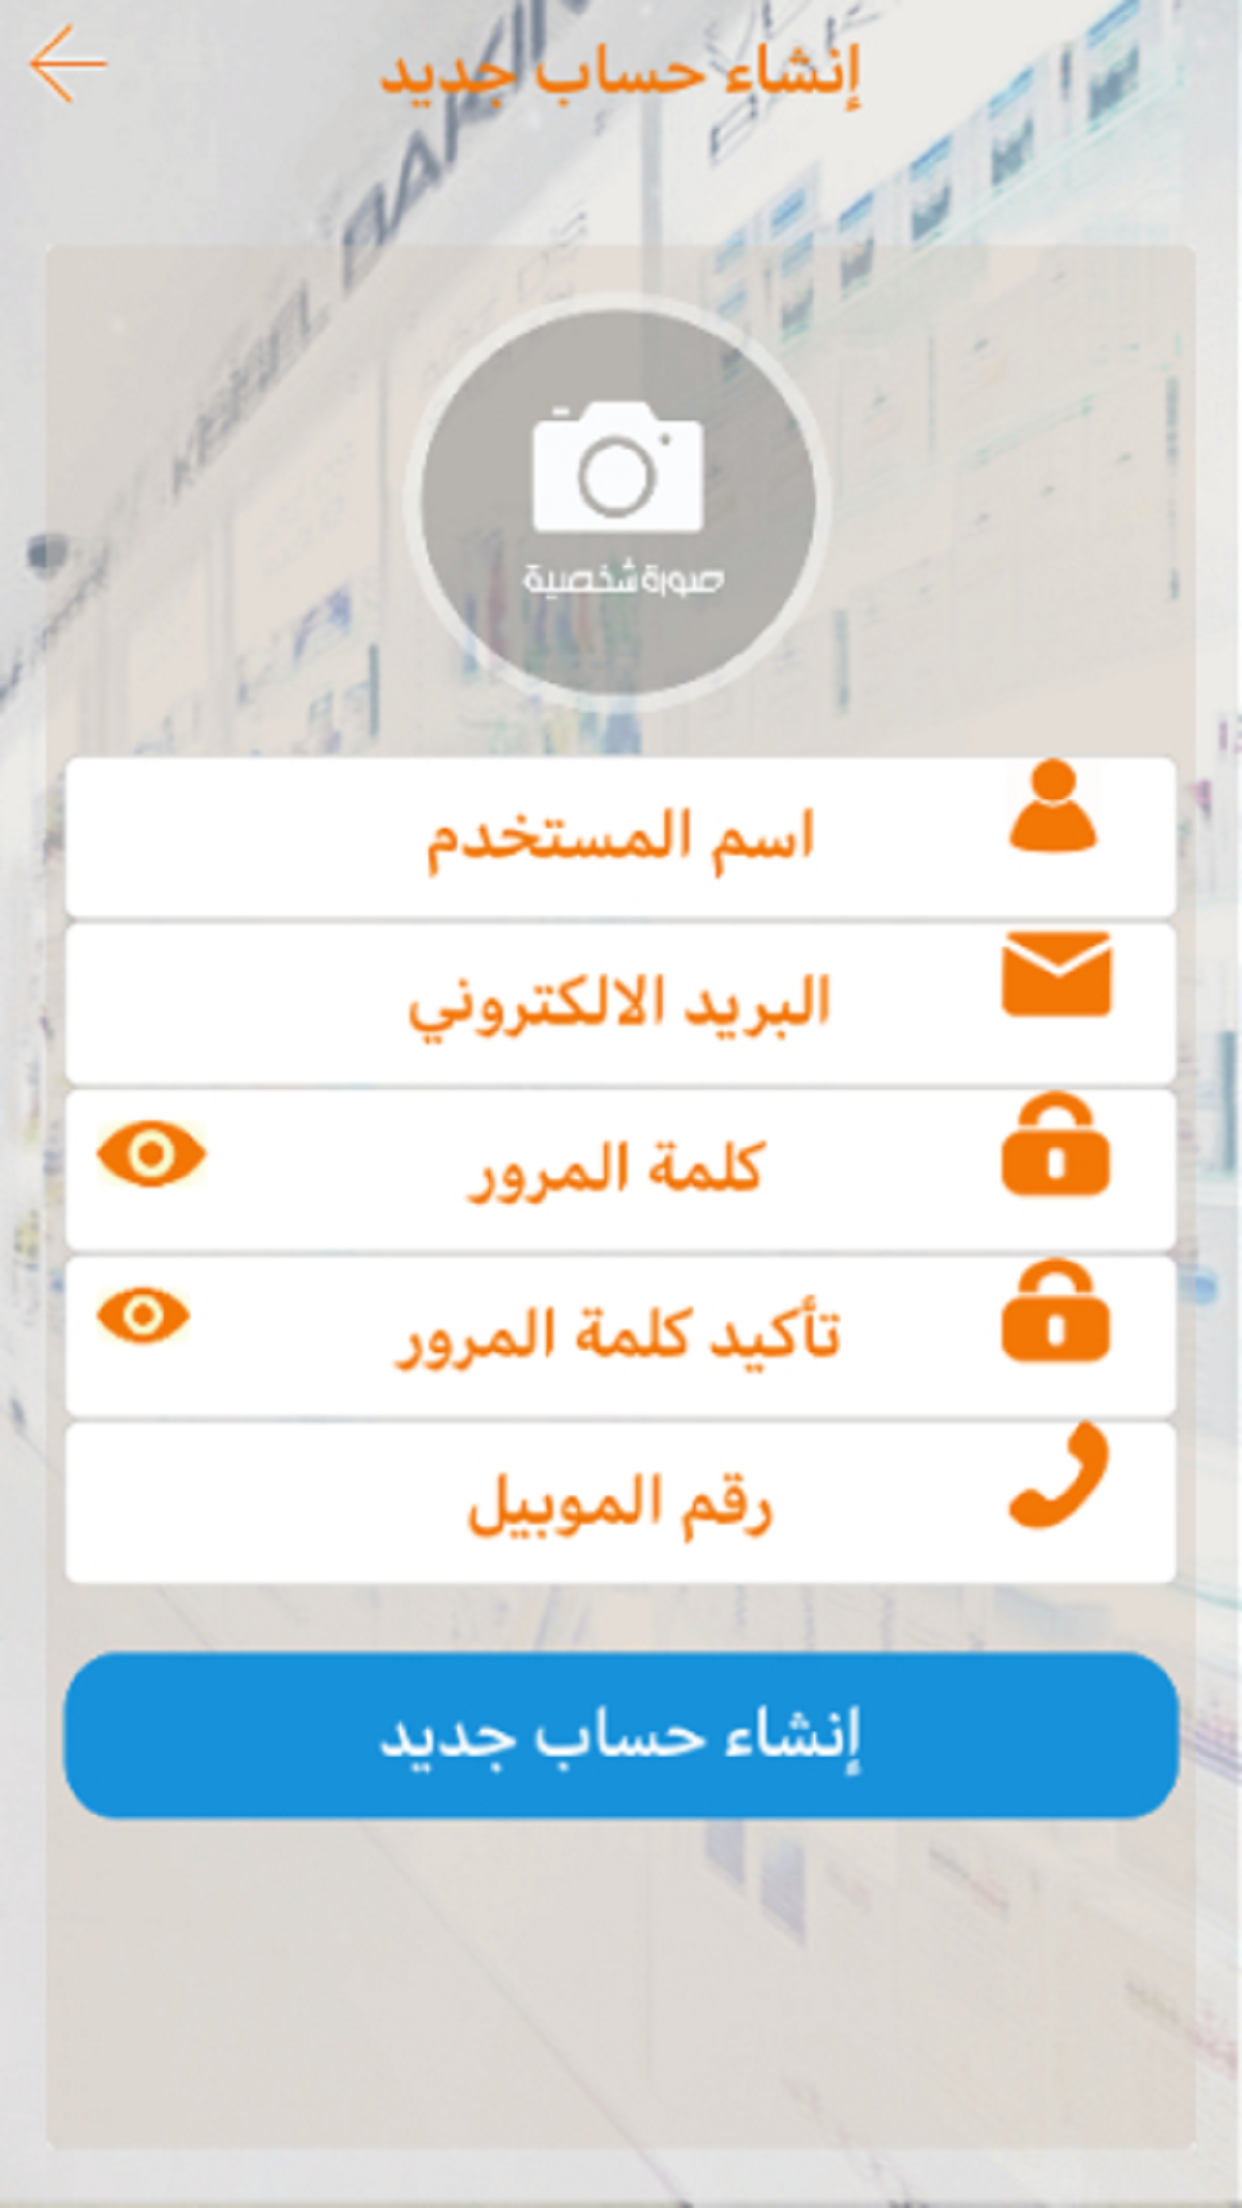 إنشاء حساب جديد
صورة شخصية
اسم المستخدم
البريد الالكتروني
كلمة المرور
تأكيد كلمة المرور
رقم الموبيل
إنشاء حساب جديد